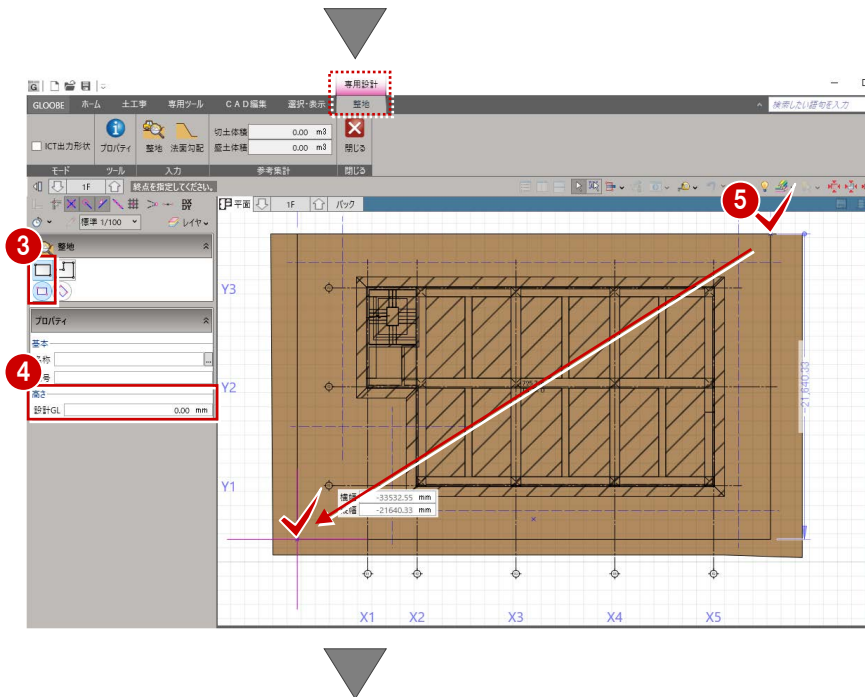 専用設計
GLOOBE ホーム 土工事 専用ツール CAD編集 選択・表示 整地
検索したい語句を入力
ICT出力形状 プロパティ 整地 法面勾配 切土体積 0.00 m3 閉じる
盛土体積 0.00 m3
モード ツール 入力 参考集計 閉じる
1F 終点を指定してください。
平面 1F パック
標準 1/100 レイヤ
5
3
整地
Y3
プロパティ
基本
4
高さ
Y2
設計GL 0.00 mm
-21,640.33
Y1
横幅 -33532.55 mm
-21640.33 mm
X1 X2 X3 X4 X5